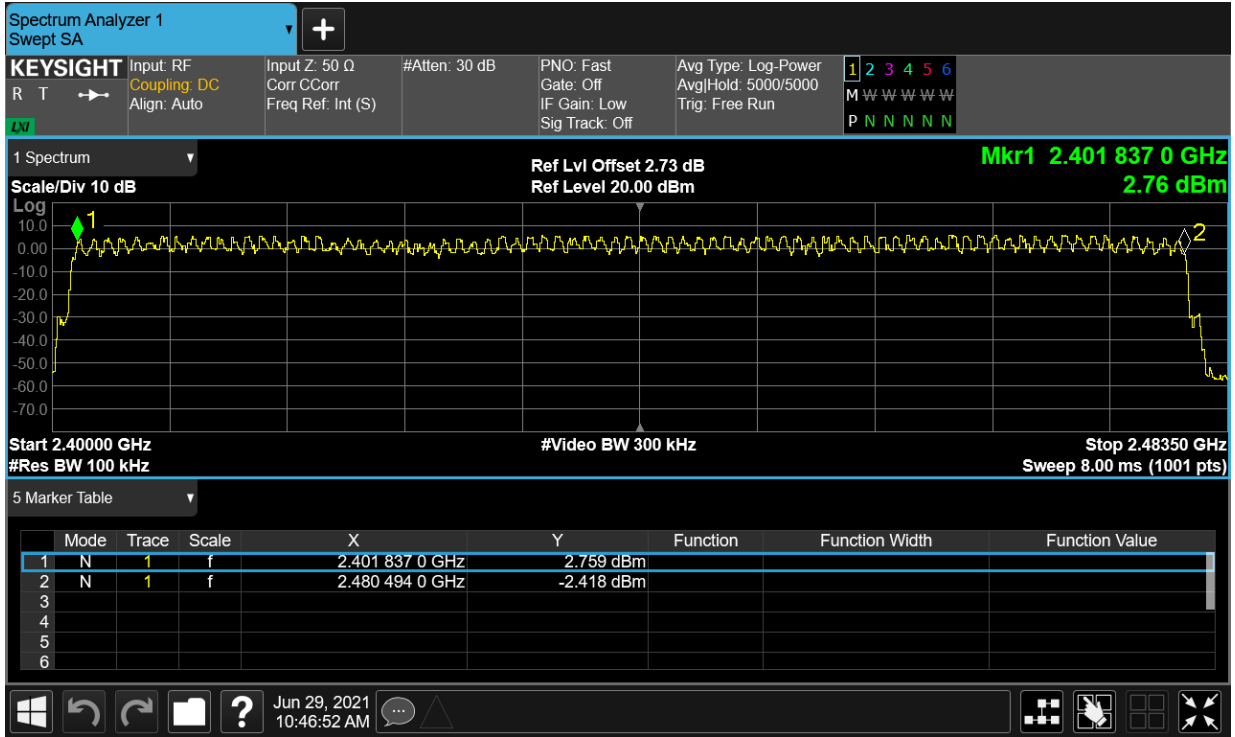 Spectrum Analyzer 1
Swept SA
KEYSIGHT
R T
LXI
Input: RF
Coupling: DC
Align: Auto
Input Z: 50 Ω
Corr CCorr
Freq Ref: Int (S)
#Atten: 30 dB
PNO: Fast
Gate: Off
IF Gain: Low
Sig Track: Off
Avg Type: Log-Power
Avg|Hold: 5000/5000
Trig: Free Run
1 2 3 4 5 6
M W W W W W
P N N N N N
1 Spectrum
Scale/Div 10 dB
Ref Lvl Offset 2.73 dB
Ref Level 20.00 dBm
Mkr1 2.401 837 0 GHz
2.76 dBm
Log
10.0
0.00
-10.0
-20.0
-30.0
-40.0
-50.0
-60.0
-70.0
1
2
Start 2.40000 GHz
#Res BW 100 kHz
#Video BW 300 kHz
Stop 2.48350 GHz
Sweep 8.00 ms (1001 pts)
5 Marker Table
Mode Trace Scale X Y Function Function Width Function Value
1 N 1 f 2.401 837 0 GHz 2.759 dBm
2 N 1 f 2.480 494 0 GHz -2.418 dBm
3
4
5
6
?
Jun 29, 2021
10:46:52 AM